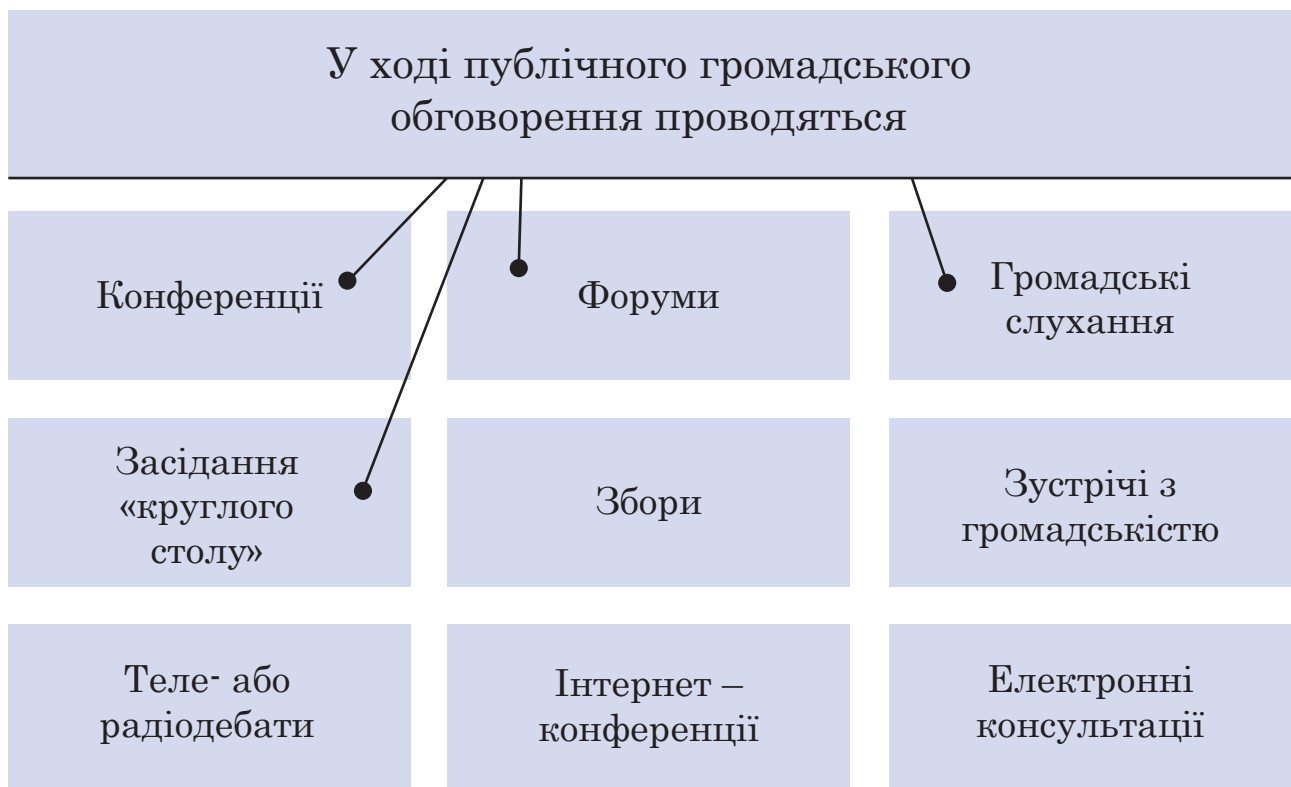 У ході публічного громадського
обговорення проводяться
Конференції
Форуми
Громадські
слухання
Засідання
«круглого
столу»
Збори
Зустрічі з
громадськістю
Теле- або
радіодебати
Інтернет –
конференції
Електронні
консультації